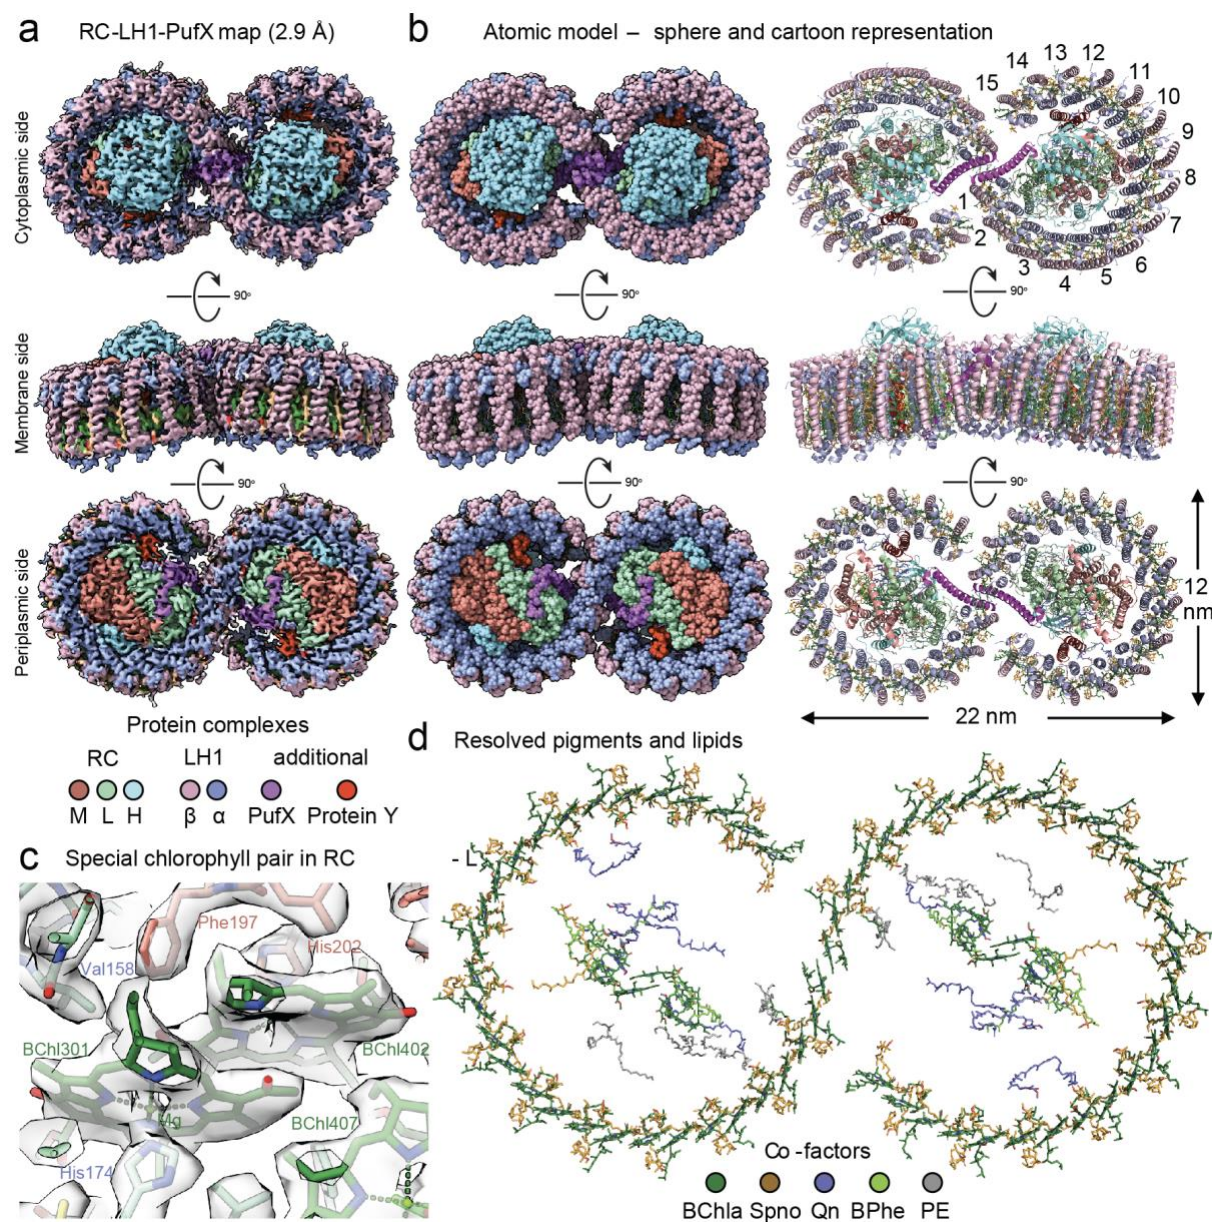 a RC-LH1-PufX map (2.9 Å)
b Atomic model – sphere and cartoon representation
Cytoplasmic side
15 14 13 12 11 10 9 8 7 6 5 4 3 2 1
90°
90°
90°
Membrane side
90°
90°
90°
Periplasmic side
12 nm
22 nm
Protein complexes
RC LH1 additional
M L H β α PufX Protein Y
c Special chlorophyll pair in RC
Phe197
His202
Val158
BChl301
BChl402
Mg
BChl407
His174
d Resolved pigments and lipids
- L
Co -factors
BChla Spno Qn BPhe PE